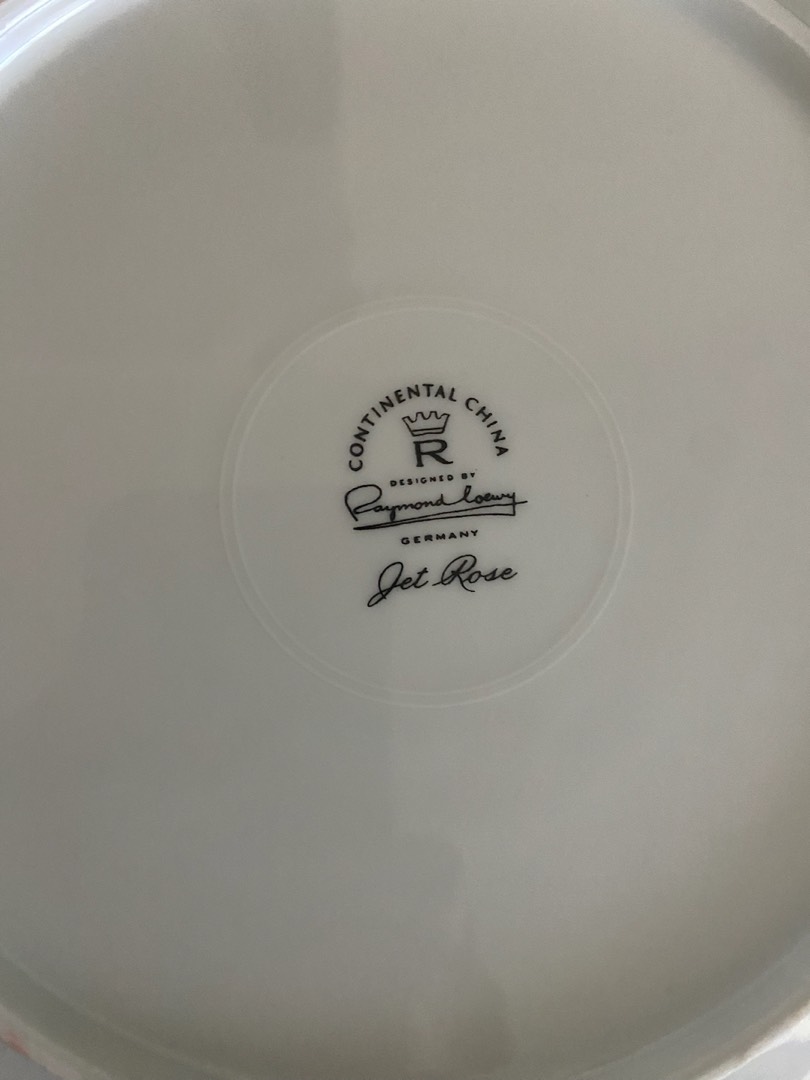 CONTINENTAL CHINA
R
DESIGNED BY
Raymond Loewy
GERMANY
Jet Rose